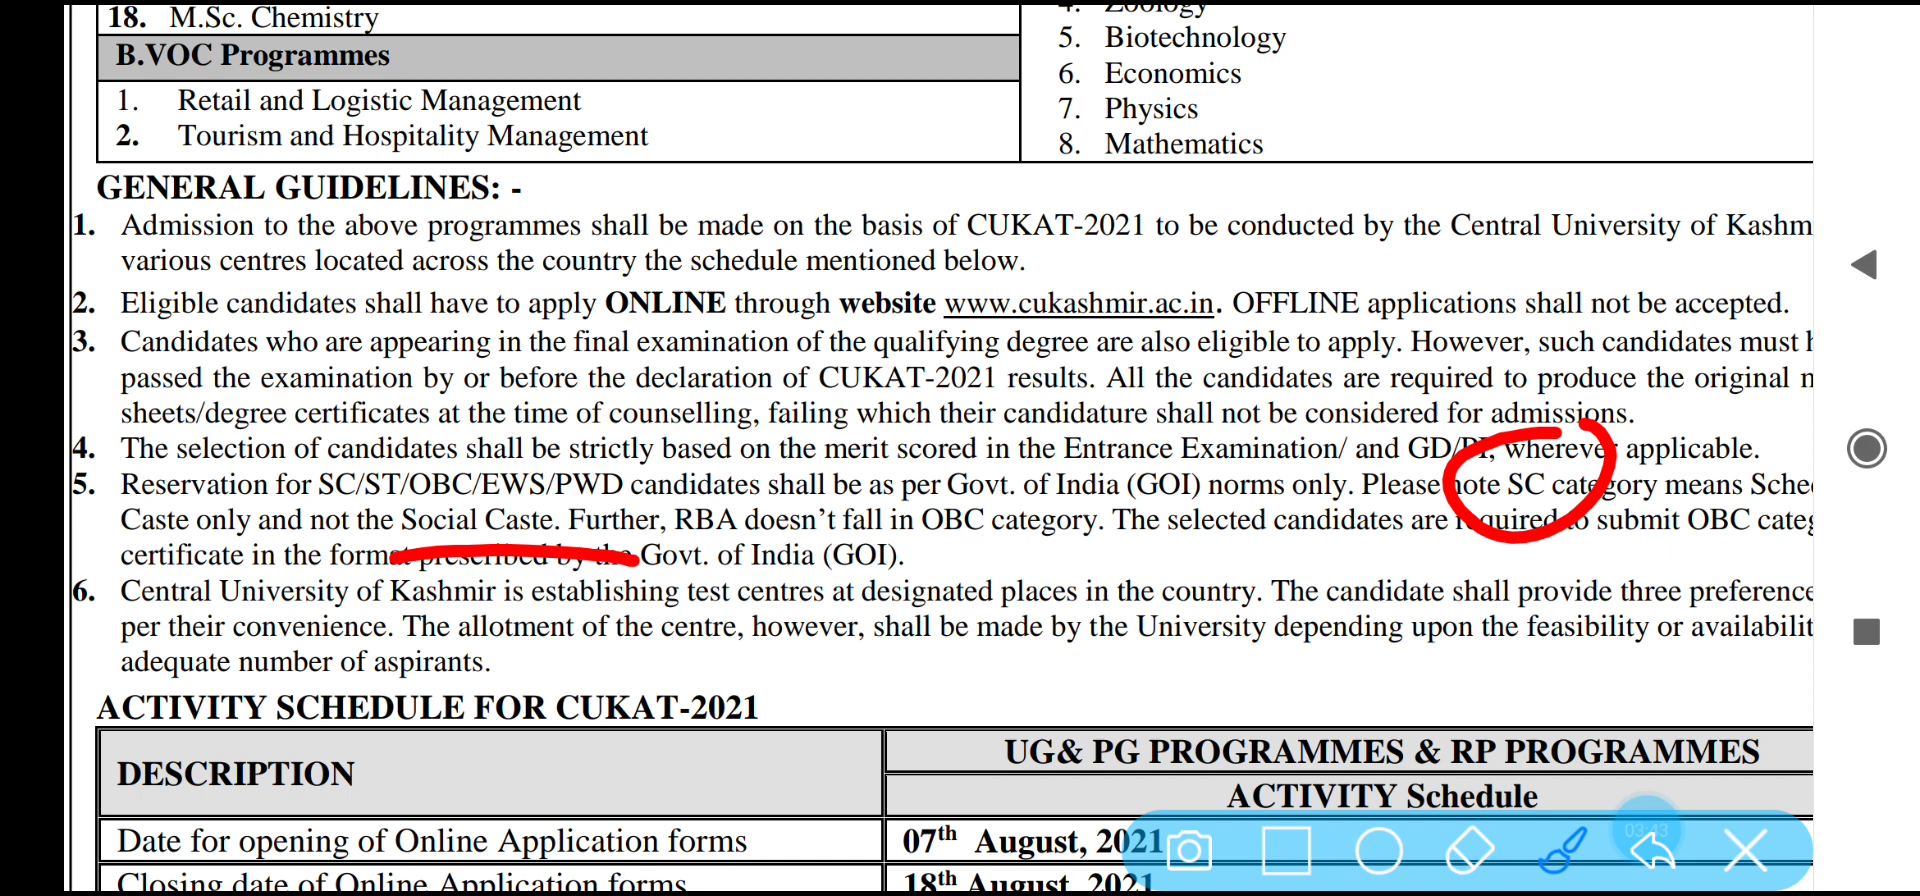 18. M.Sc. Chemistry
B.VOC Programmes
1. Retail and Logistic Management
2. Tourism and Hospitality Management
4. Zoology
5. Biotechnology
6. Economics
7. Physics
8. Mathematics
GENERAL GUIDELINES: -
1. Admission to the above programmes shall be made on the basis of CUKAT-2021 to be conducted by the Central University of Kashm
various centres located across the country the schedule mentioned below.
2. Eligible candidates shall have to apply ONLINE through website www.cukashmir.ac.in. OFFLINE applications shall not be accepted.
3. Candidates who are appearing in the final examination of the qualifying degree are also eligible to apply. However, such candidates must
passed the examination by or before the declaration of CUKAT-2021 results. All the candidates are required to produce the original
sheets/degree certificates at the time of counselling, failing which their candidature shall not be considered for admissions.
4. The selection of candidates shall be strictly based on the merit scored in the Entrance Examination/ and GD/PI, wherever applicable.
5. Reservation for SC/ST/OBC/EWS/PWD candidates shall be as per Govt. of India (GOI) norms only. Please note SC category means Sche
Caste only and not the Social Caste. Further, RBA doesn't fall in OBC category. The selected candidates are required to submit OBC categ
certificate in the format prescribed by the Govt. of India (GOI).
6. Central University of Kashmir is establishing test centres at designated places in the country. The candidate shall provide three preference
per their convenience. The allotment of the centre, however, shall be made by the University depending upon the feasibility or availabilit
adequate number of aspirants.
ACTIVITY SCHEDULE FOR CUKAT-2021
DESCRIPTION
UG& PG PROGRAMMES & RP PROGRAMMES
ACTIVITY Schedule
Date for opening of Online Application forms
07th August, 2021
Closing date of Online Application forms
18th August, 2021
03:43